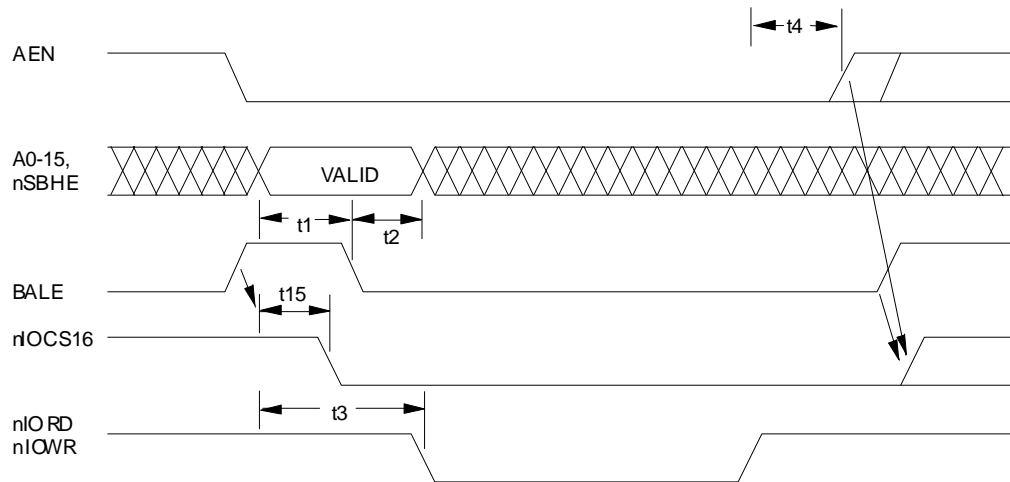 t4
AEN
A0-15,
nSBHE
VALID
t1
t2
BALE
t15
nIOCS16
t3
nIORD
nIOWR